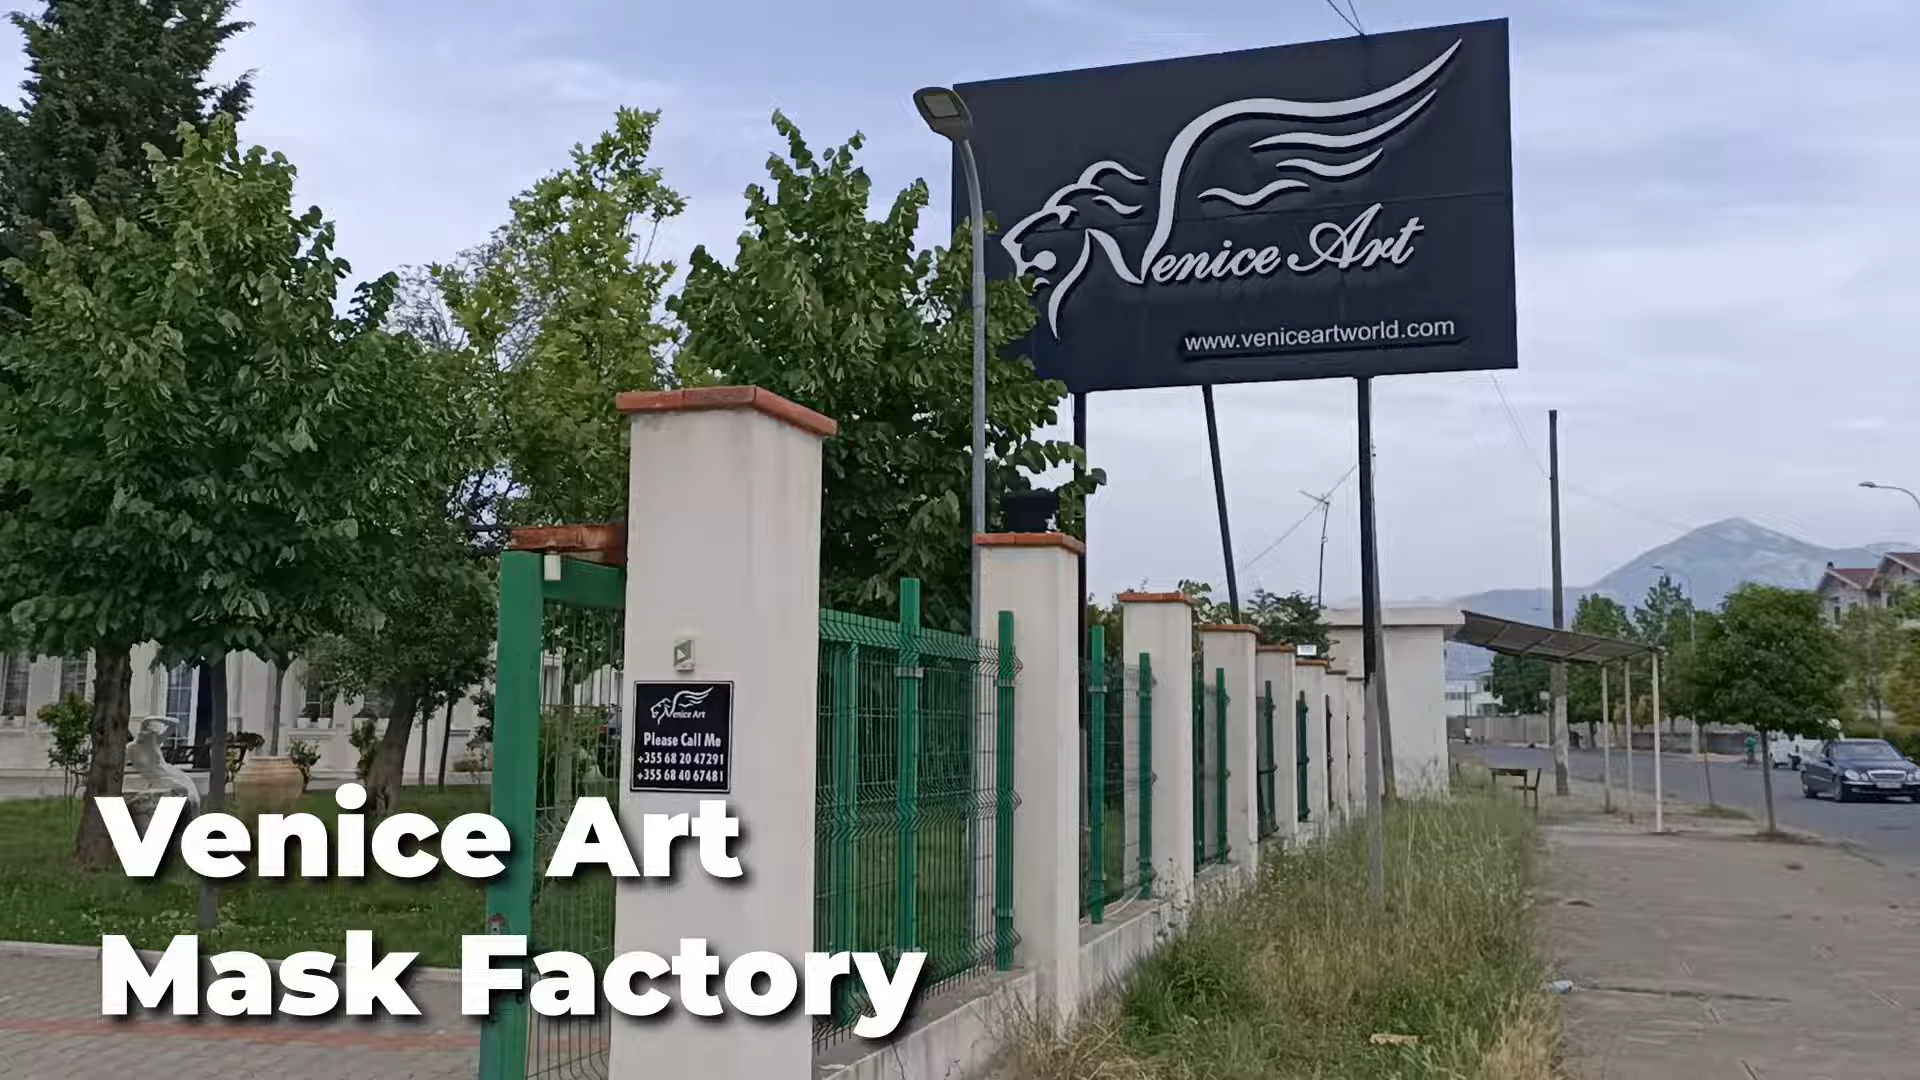 Venice Art
www.veniceartworld.com
Venice Art
Please Call Me
+355 68 20 47291
+355 68 40 67481
Venice Art
Mask Factory